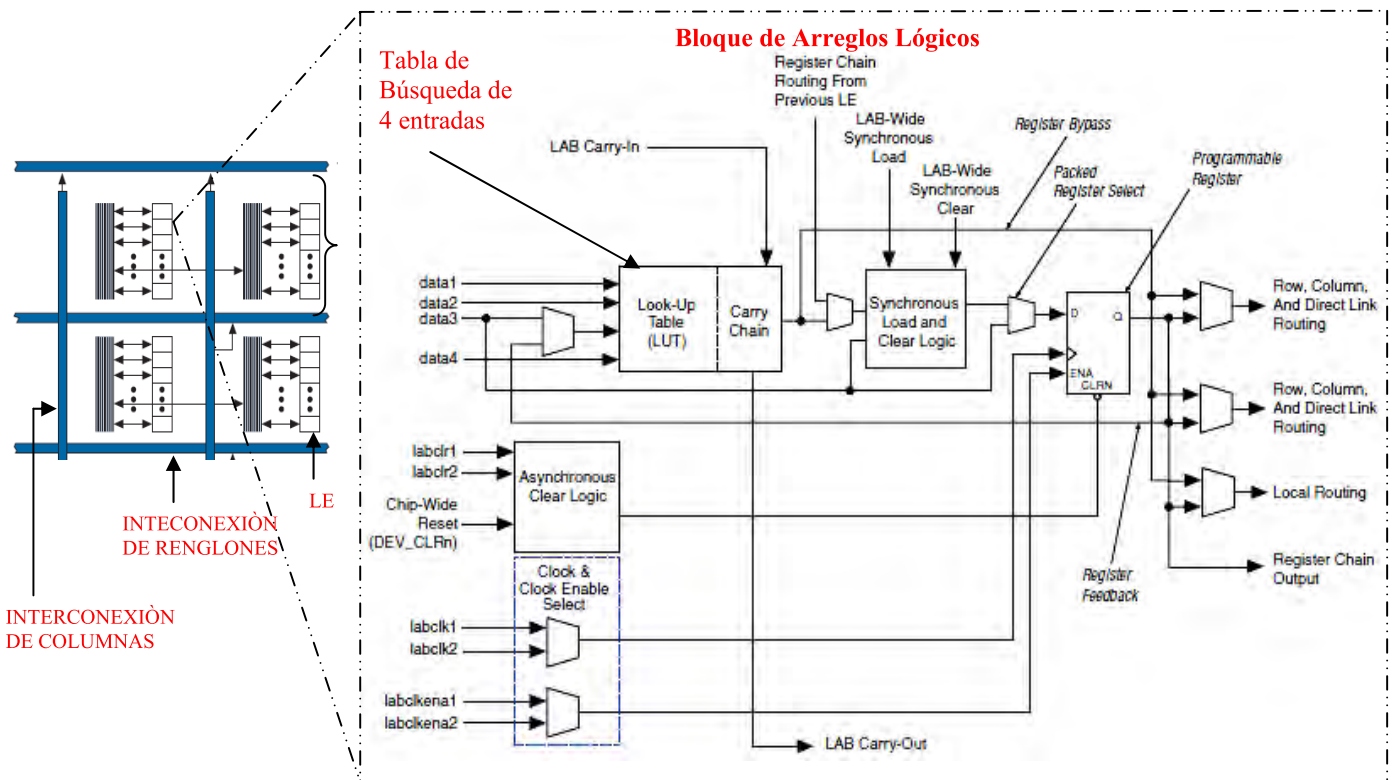 Bloque de Arreglos Lógicos
Tabla de
Búsqueda de
4 entradas
Register Chain
Routing From
Previous LE
LAB-Wide
Synchronous
Load
LAB-Wide
Synchronous
Clear
Register Bypass
Packed
Register Select
Programmable
Register
LAB Carry-In
data1
data2
data3
data4
Look-Up
Table
(LUT)
Carry
Chain
Synchronous
Load and
Clear Logic
D
Q
ENA
CLRN
Row, Column,
And Direct Link
Routing
Row, Column,
And Direct Link
Routing
Local Routing
Register Chain
Output
Register
Feedback
labclr1
labclr2
Chip-Wide
Reset
(DEV_CLRn)
Asynchronous
Clear Logic
Clock &
Clock Enable
Select
labclk1
labclk2
labclkena1
labclkena2
LAB Carry-Out
LE
INTECONEXIÒN
DE RENGLONES
INTERCONEXIÒN
DE COLUMNAS